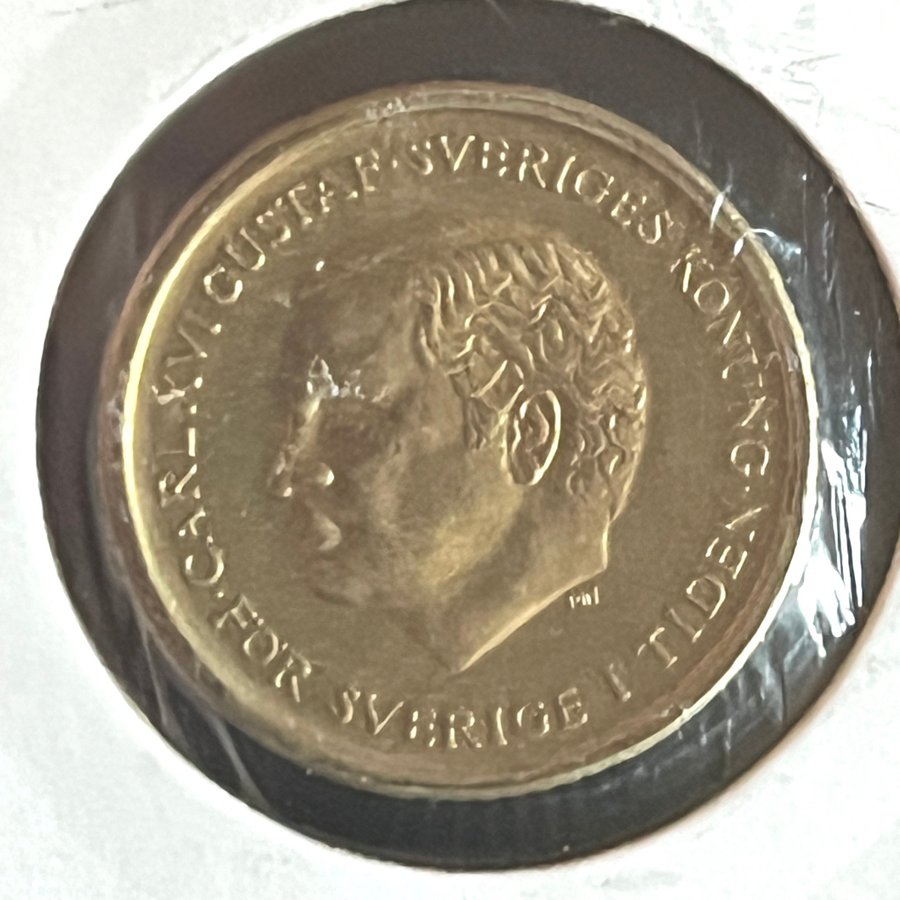 CARL·XVI·GUSTAF·SVERIGES KONUNG·
FÖR SVERIGE I TIDEN·